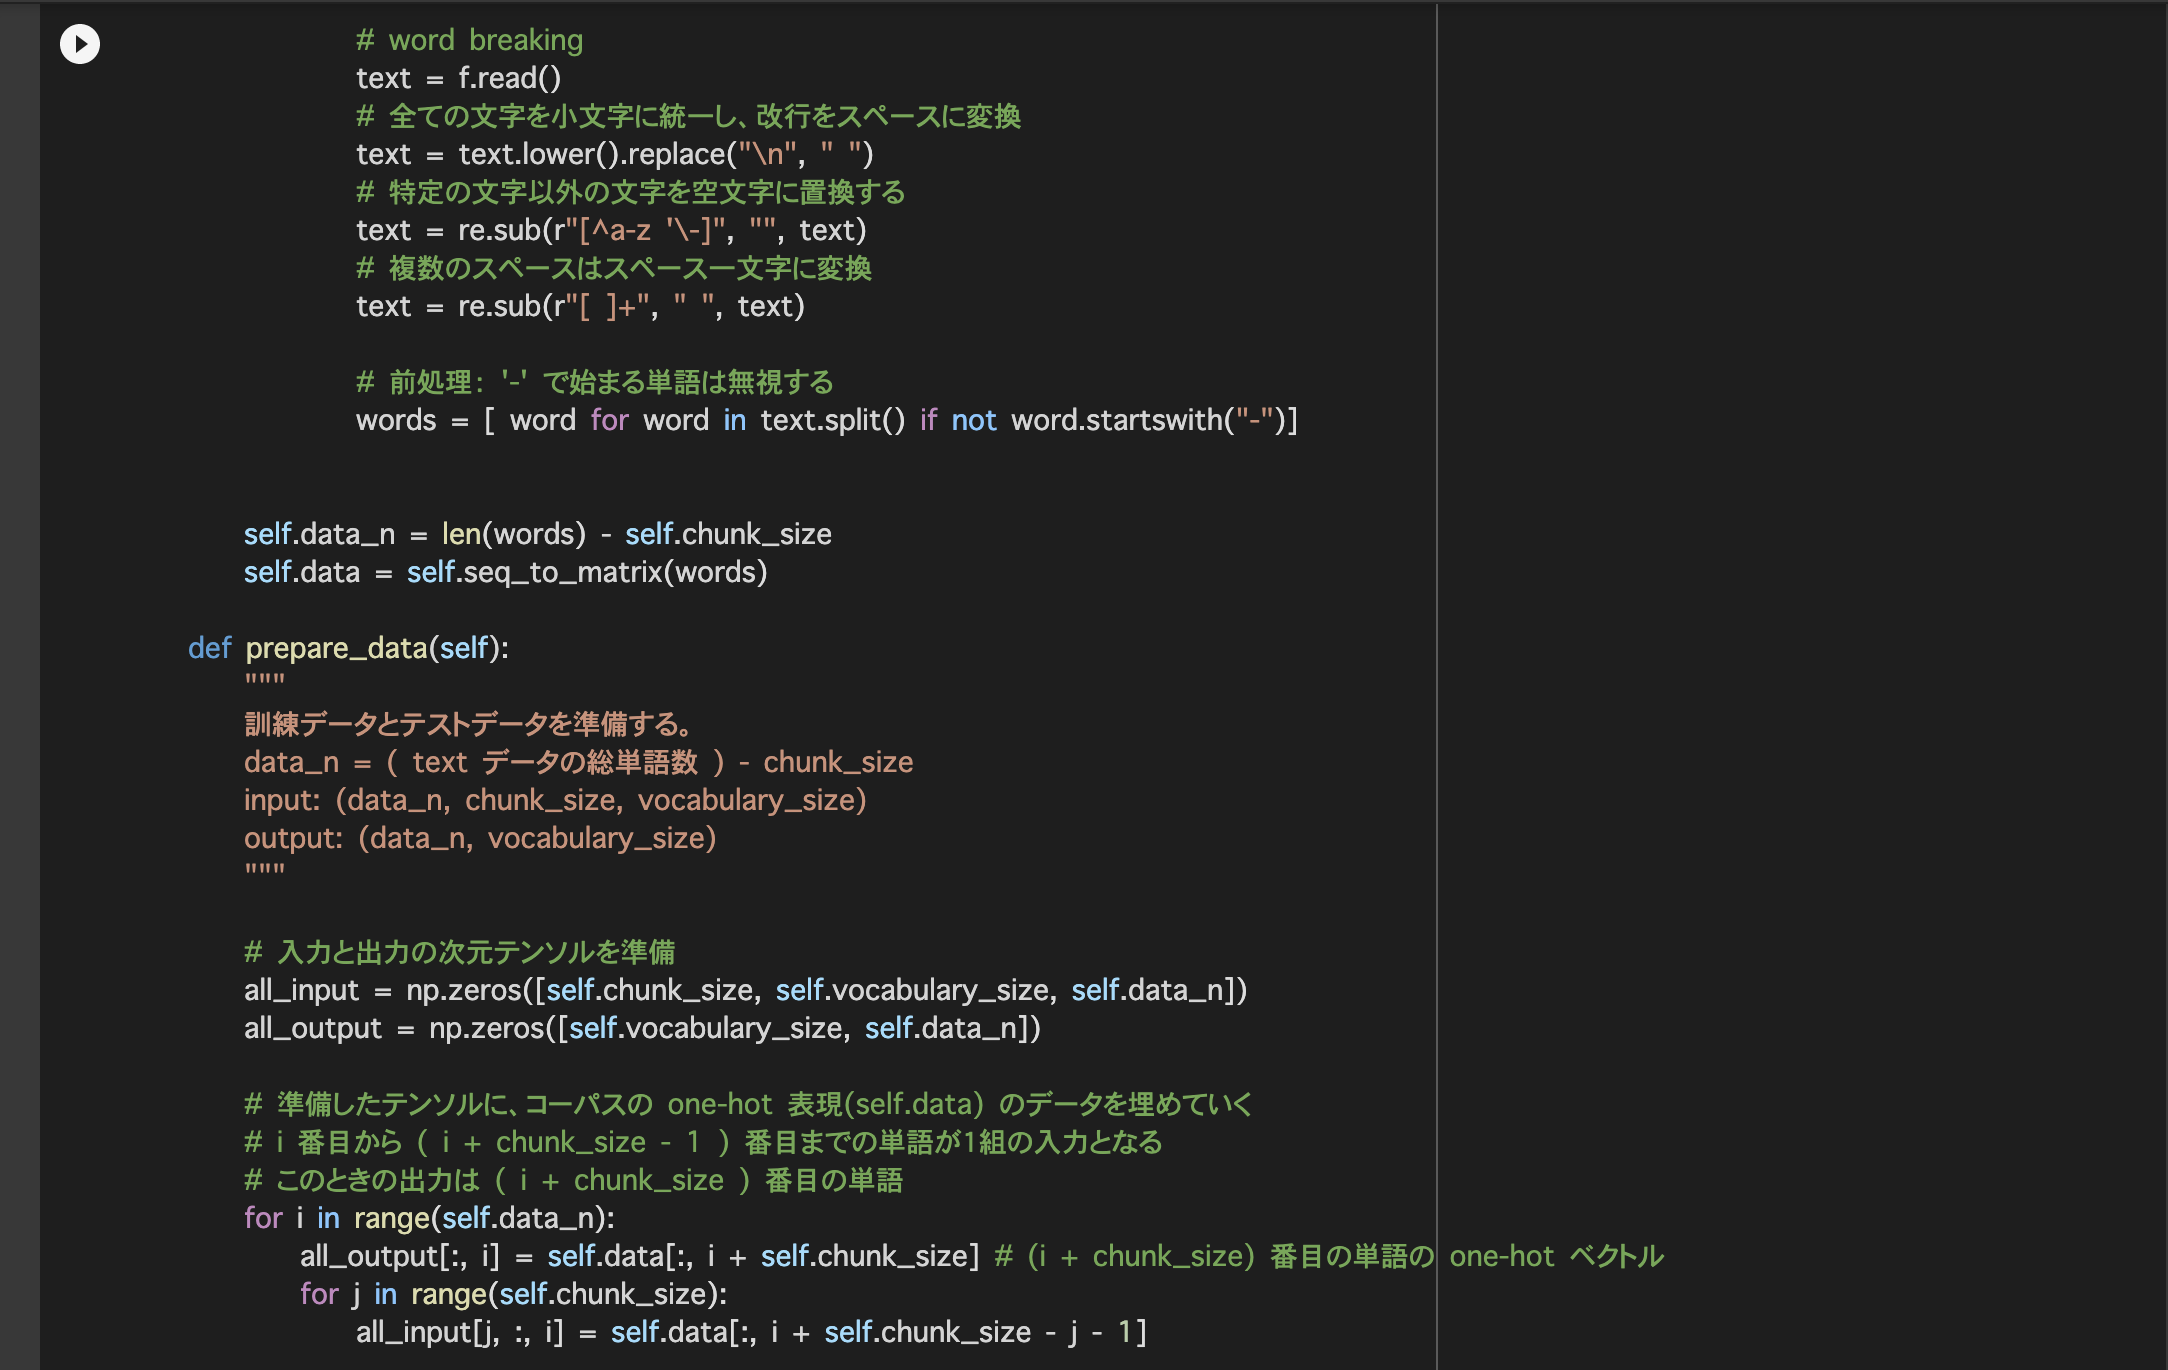 # word breaking
text = f.read()
# 全ての文字を小文字に統一し、改行をスペースに変換
text = text.lower().replace("\n", " ")
# 特定の文字以外の文字を空文字に置換する
text = re.sub(r"[^a-z '\-]", "", text)
# 複数のスペースはスペース一文字に変換
text = re.sub(r"[ ]+", " ", text)
# 前処理: '-' で始まる単語は無視する
words = [ word for word in text.split() if not word.startswith("-")]
self.data_n = len(words) - self.chunk_size
self.data = self.seq_to_matrix(words)
def prepare_data(self):
"""
訓練データとテストデータを準備する。
data_n = ( text データの総単語数 ) - chunk_size
input: (data_n, chunk_size, vocabulary_size)
output: (data_n, vocabulary_size)
"""
# 入力と出力の次元テンソルを準備
all_input = np.zeros([self.chunk_size, self.vocabulary_size, self.data_n])
all_output = np.zeros([self.vocabulary_size, self.data_n])
# 準備したテンソルに、コーパスの one-hot 表現(self.data) のデータを埋めていく
# i 番目から ( i + chunk_size - 1 ) 番目までの単語が1組の入力となる
# このときの出力は ( i + chunk_size ) 番目の単語
for i in range(self.data_n):
all_output[:, i] = self.data[:, i + self.chunk_size] # (i + chunk_size) 番目の単語の one-hot ベクトル
for j in range(self.chunk_size):
all_input[j, :, i] = self.data[:, i + self.chunk_size - j - 1]